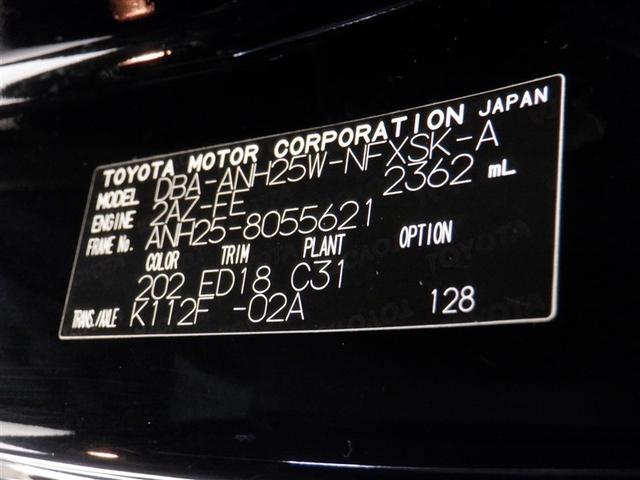 TOYOTA MOTOR CORPORATION JAPAN
MODEL DBA-ANH25W-NFXSK-A
ENGINE 2AZ-FE 2362 mL
FRAME No. ANH25-8055621
COLOR TRIM PLANT OPTION
202 ED18 C31
TRANS./AXLE K112F -02A 128